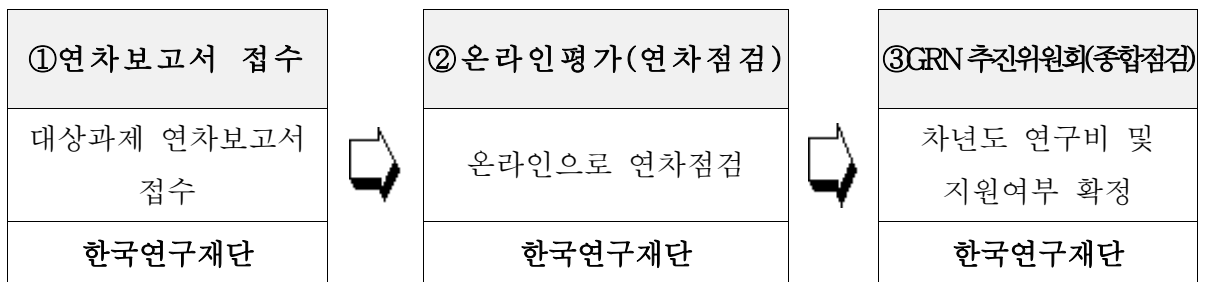 ①연차보고서 접수
대상과제 연차보고서
접수
한국연구재단
②온라인평가(연차점검)
온라인으로 연차점검
한국연구재단
③GRN 추진위원회(종합점검)
차년도 연구비 및
지원여부 확정
한국연구재단